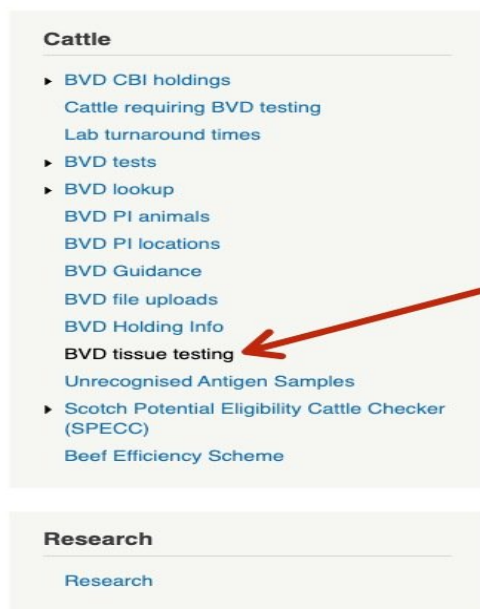 Cattle
BVD CBI holdings
Cattle requiring BVD testing
Lab turnaround times
BVD tests
BVD lookup
BVD PI animals
BVD PI locations
BVD Guidance
BVD file uploads
BVD Holding Info
BVD tissue testing
Unrecognised Antigen Samples
Scotch Potential Eligibility Cattle Checker
(SPECC)
Beef Efficiency Scheme
Research
Research